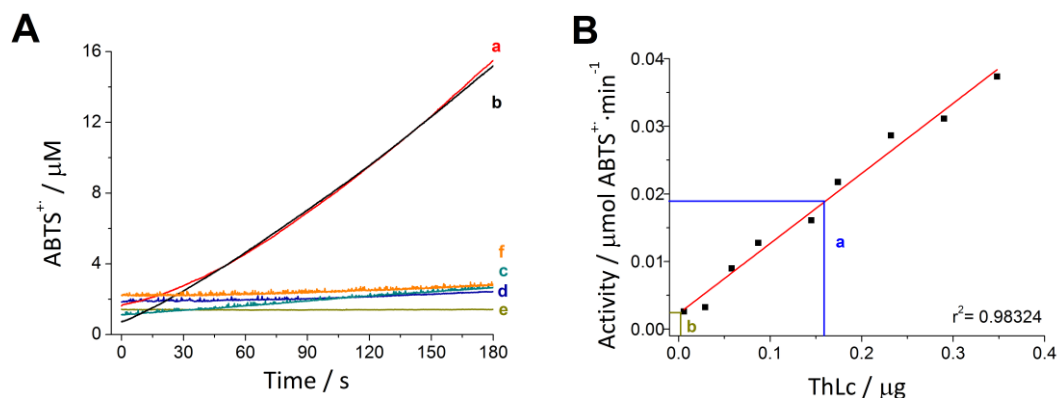 A
ABTS⁺· / μM
16
12
8
4
0
0 30 60 90 120 150 180
Time / s
a
b
f
c
d
e
B
Activity / μmol ABTS⁺·· min⁻¹
0.04
0.03
0.02
0.01
0.00
0.0 0.1 0.2 0.3 0.4
ThLc / μg
a
b
r²= 0.98324